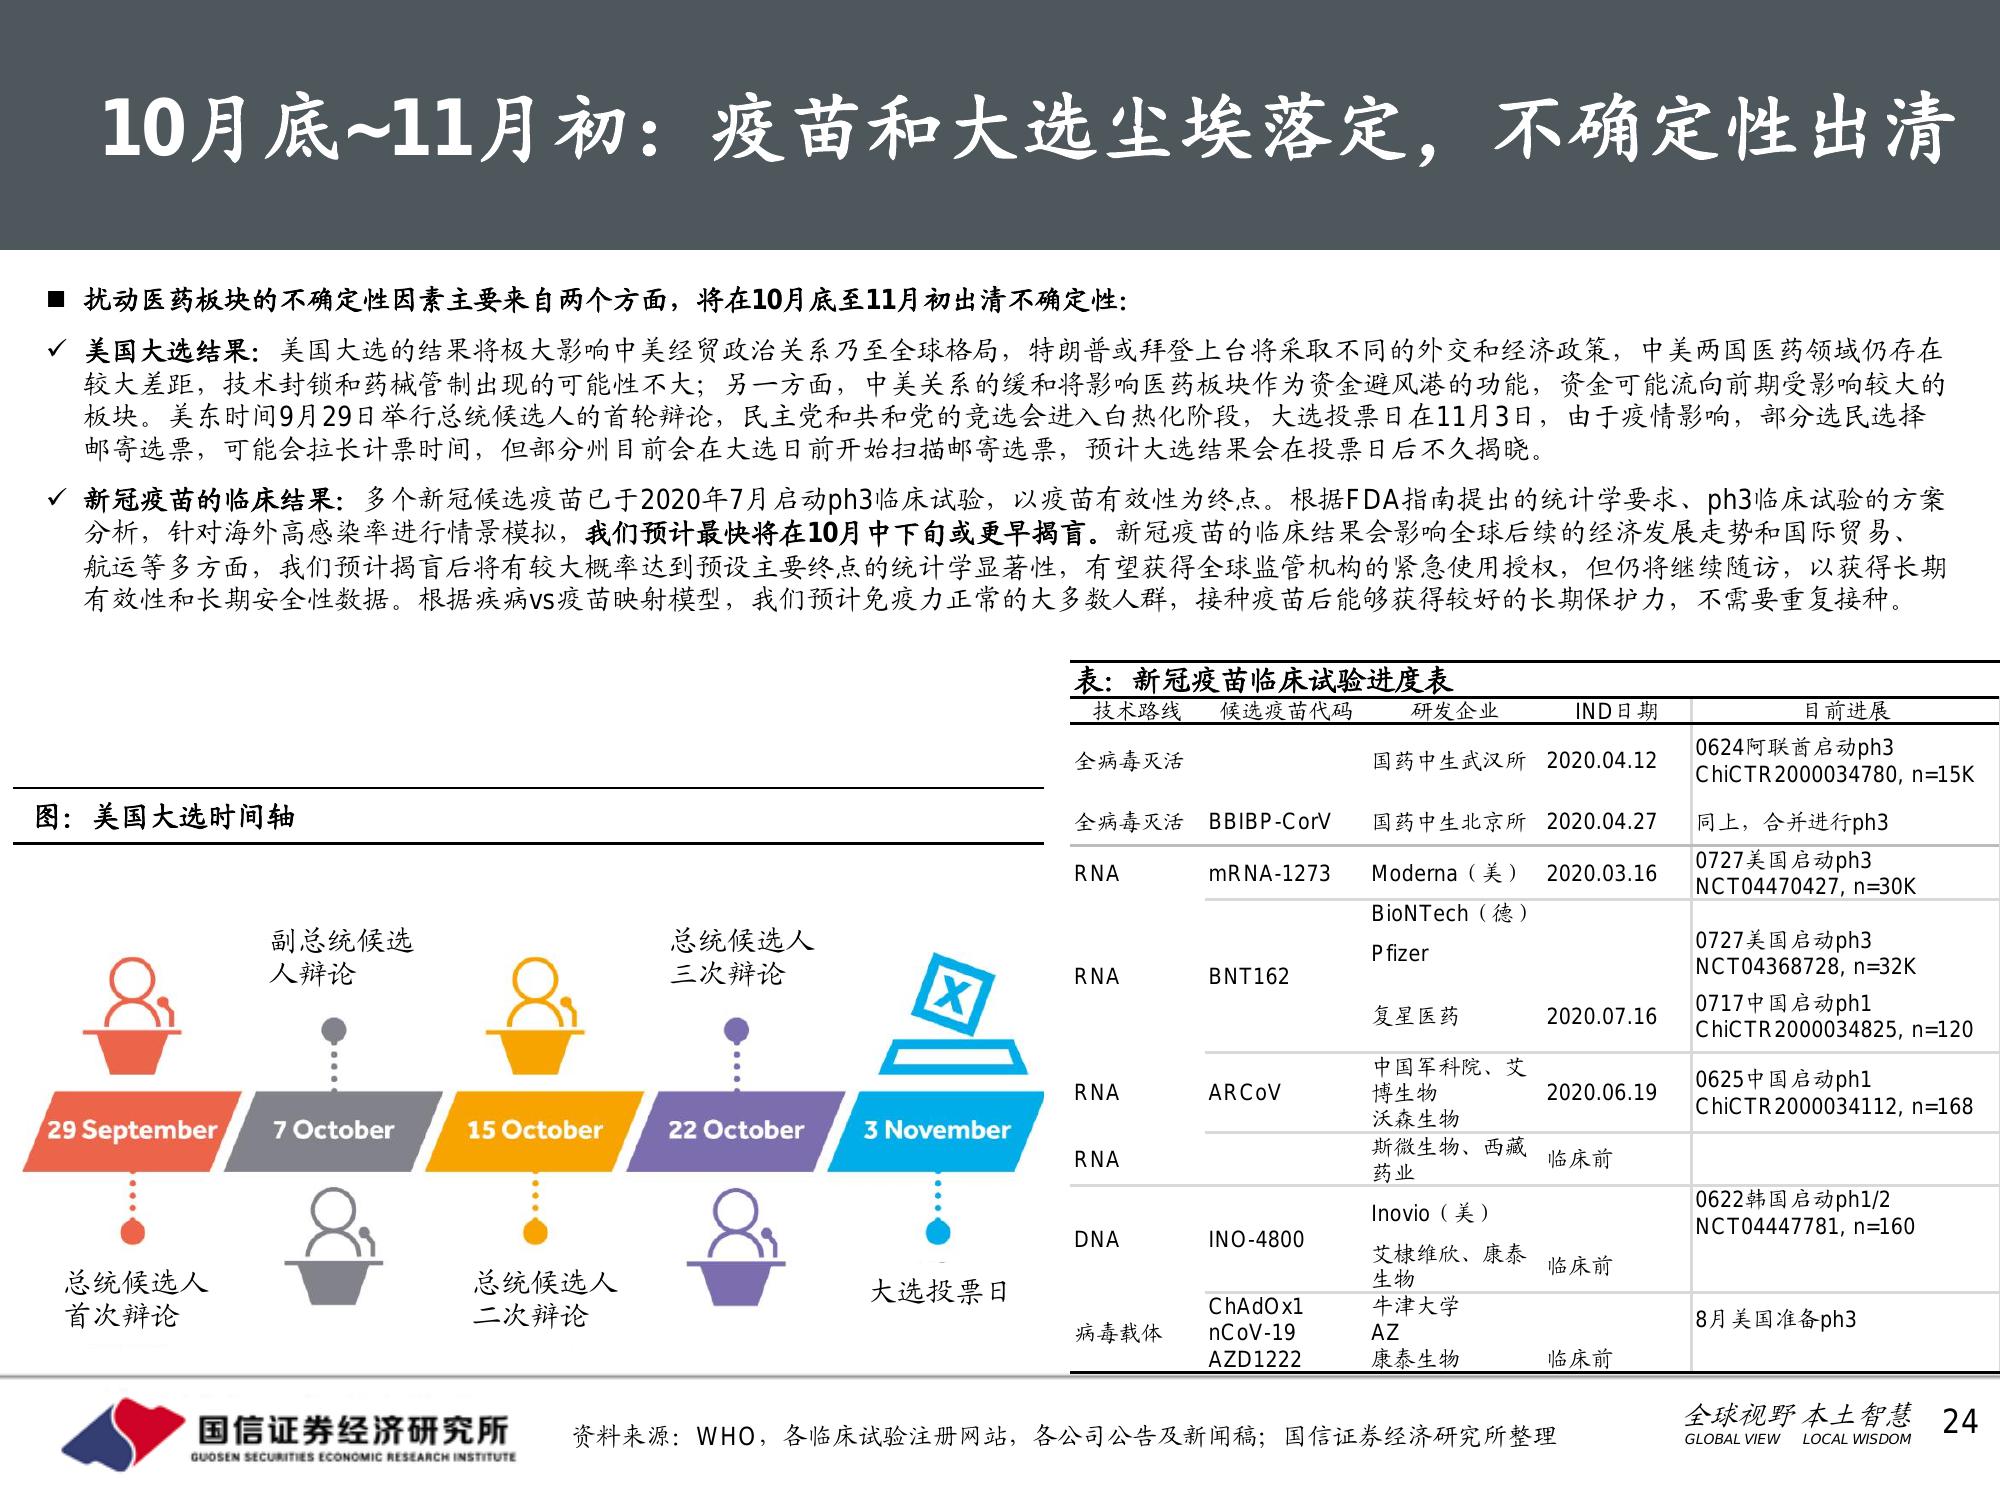 10月底~11月初：疫苗和大选尘埃落定，不确定性出清
■ 扰动医药板块的不确定性因素主要来自两个方面，将在10月底至11月初出清不确定性：
✓ 美国大选结果：美国大选的结果将极大影响中美经贸政治关系乃至全球格局，特朗普或拜登上台将采取不同的外交和经济政策，中美两国医药领域仍存在
较大差距，技术封锁和药械管制出现的可能性不大；另一方面，中美关系的缓和将影响医药板块作为资金避风港的功能，资金可能流向前期受影响较大的
板块。美东时间9月29日举行总统候选人的首轮辩论，民主党和共和党的竞选会进入白热化阶段，大选投票日在11月3日，由于疫情影响，部分选民选择
邮寄选票，可能会拉长计票时间，但部分州目前会在大选日前开始扫描邮寄选票，预计大选结果会在投票日后不久揭晓。
✓ 新冠疫苗的临床结果：多个新冠候选疫苗已于2020年7月启动ph3临床试验，以疫苗有效性为终点。根据FDA指南提出的统计学要求、ph3临床试验的方案
分析，针对海外高感染率进行情景模拟，我们预计最快将在10月中下旬或更早揭盲。新冠疫苗的临床结果会影响全球后续的经济发展走势和国际贸易、
航运等多方面，我们预计揭盲后将有较大概率达到预设主要终点的统计学显著性，有望获得全球监管机构的紧急使用授权，但仍将继续随访，以获得长期
有效性和长期安全性数据。根据疾病vs疫苗映射模型，我们预计免疫力正常的大多数人群，接种疫苗后能够获得较好的长期保护力，不需要重复接种。
图：美国大选时间轴
副总统候选
人辩论
总统候选人
三次辩论
29 September 7 October 15 October 22 October 3 November
总统候选人
首次辩论
总统候选人
二次辩论
大选投票日
表：新冠疫苗临床试验进度表
技术路线 候选疫苗代码 研发企业 IND日期 目前进展
全病毒灭活 国药中生武汉所 2020.04.12 0624阿联酋启动ph3
ChiCTR2000034780, n=15K
全病毒灭活 BBIBP-CorV 国药中生北京所 2020.04.27 同上，合并进行ph3
RNA mRNA-1273 Moderna（美） 2020.03.16 0727美国启动ph3
NCT04470427, n=30K
RNA BNT162 BioNTech（德）
Pfizer
0727美国启动ph3
NCT04368728, n=32K
复星医药 2020.07.16 0717中国启动ph1
ChiCTR2000034825, n=120
RNA ARCoV 中国军科院、艾
博生物
沃森生物
2020.06.19 0625中国启动ph1
ChiCTR2000034112, n=168
RNA 斯微生物、西藏
药业
临床前
DNA INO-4800 Inovio（美）
0622韩国启动ph1/2
NCT04447781, n=160
艾棣维欣、康泰
生物
临床前
病毒载体 ChAdOx1
nCoV-19
AZD1222
牛津大学
AZ
8月美国准备ph3
康泰生物 临床前
国信证券经济研究所
GUOSEN SECURITIES ECONOMIC RESEARCH INSTITUTE
资料来源：WHO，各临床试验注册网站，各公司公告及新闻稿；国信证券经济研究所整理
全球视野 本土智慧
GLOBAL VIEW LOCAL WISDOM
24